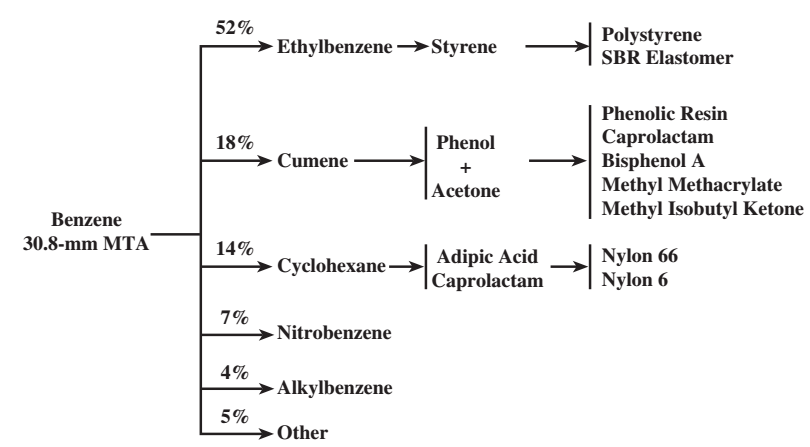 52%
Ethylbenzene
Styrene
Polystyrene
SBR Elastomer
18%
Cumene
Phenol
+
Acetone
Phenolic Resin
Caprolactam
Bisphenol A
Methyl Methacrylate
Methyl Isobutyl Ketone
Benzene
30.8-mm MTA
14%
Cyclohexane
Adipic Acid
Caprolactam
Nylon 66
Nylon 6
7%
Nitrobenzene
4%
Alkylbenzene
5%
Other